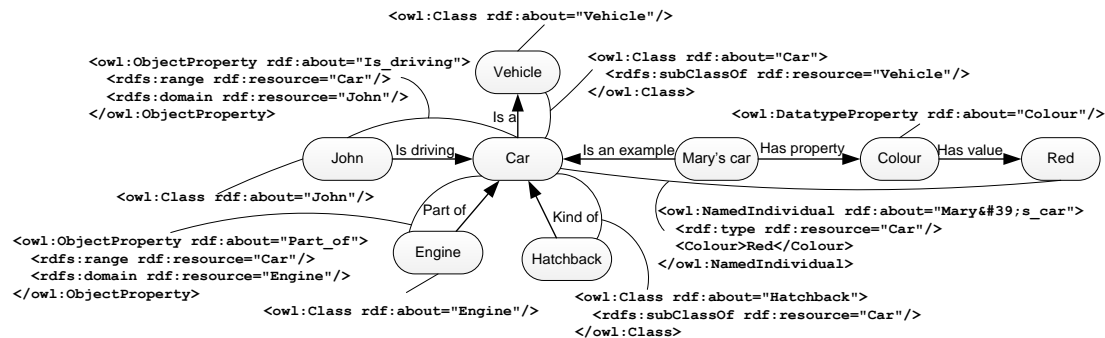 <owl:Class rdf:about="Vehicle"/>
<owl:ObjectProperty rdf:about="Is_driving">
<rdfs:range rdf:resource="Car"/>
<rdfs:domain rdf:resource="John"/>
</owl:ObjectProperty>
Vehicle
<owl:Class rdf:about="Car">
<rdfs:subClassOf rdf:resource="Vehicle"/>
</owl:Class>
Is a
<owl:DatatypeProperty rdf:about="Colour"/>
John
Is driving
Car
Is an example
Mary's car
Has property
Colour
Has value
Red
<owl:Class rdf:about="John"/>
Part of
Kind of
<owl:NamedIndividual rdf:about="Mary&#39;s_car">
<rdf:type rdf:resource="Car"/>
<Colour>Red</Colour>
</owl:NamedIndividual>
<owl:ObjectProperty rdf:about="Part_of">
<rdfs:range rdf:resource="Car"/>
<rdfs:domain rdf:resource="Engine"/>
</owl:ObjectProperty>
Engine
Hatchback
<owl:Class rdf:about="Engine"/>
<owl:Class rdf:about="Hatchback">
<rdfs:subClassOf rdf:resource="Car"/>
</owl:Class>